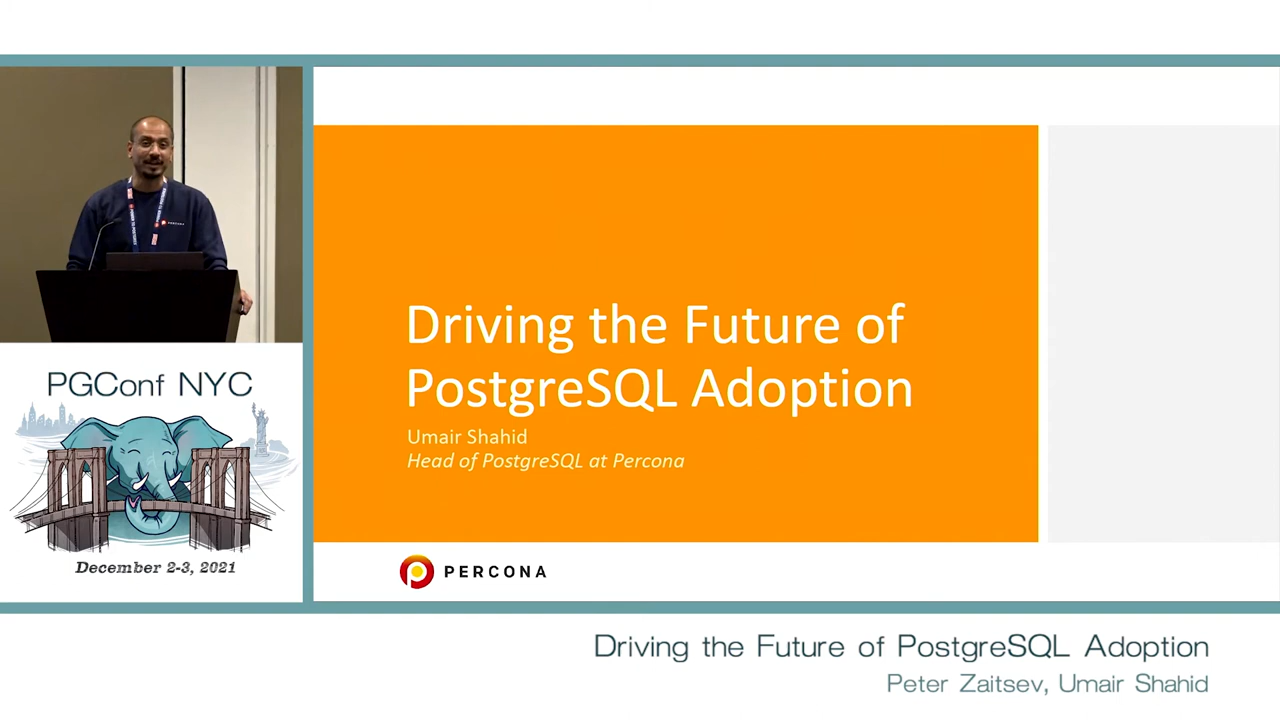 PERCONA
PGConf NYC
December 2-3, 2021
Driving the Future of
PostgreSQL Adoption
Umair Shahid
Head of PostgreSQL at Percona
PERCONA
Driving the Future of PostgreSQL Adoption
Peter Zaitsev, Umair Shahid